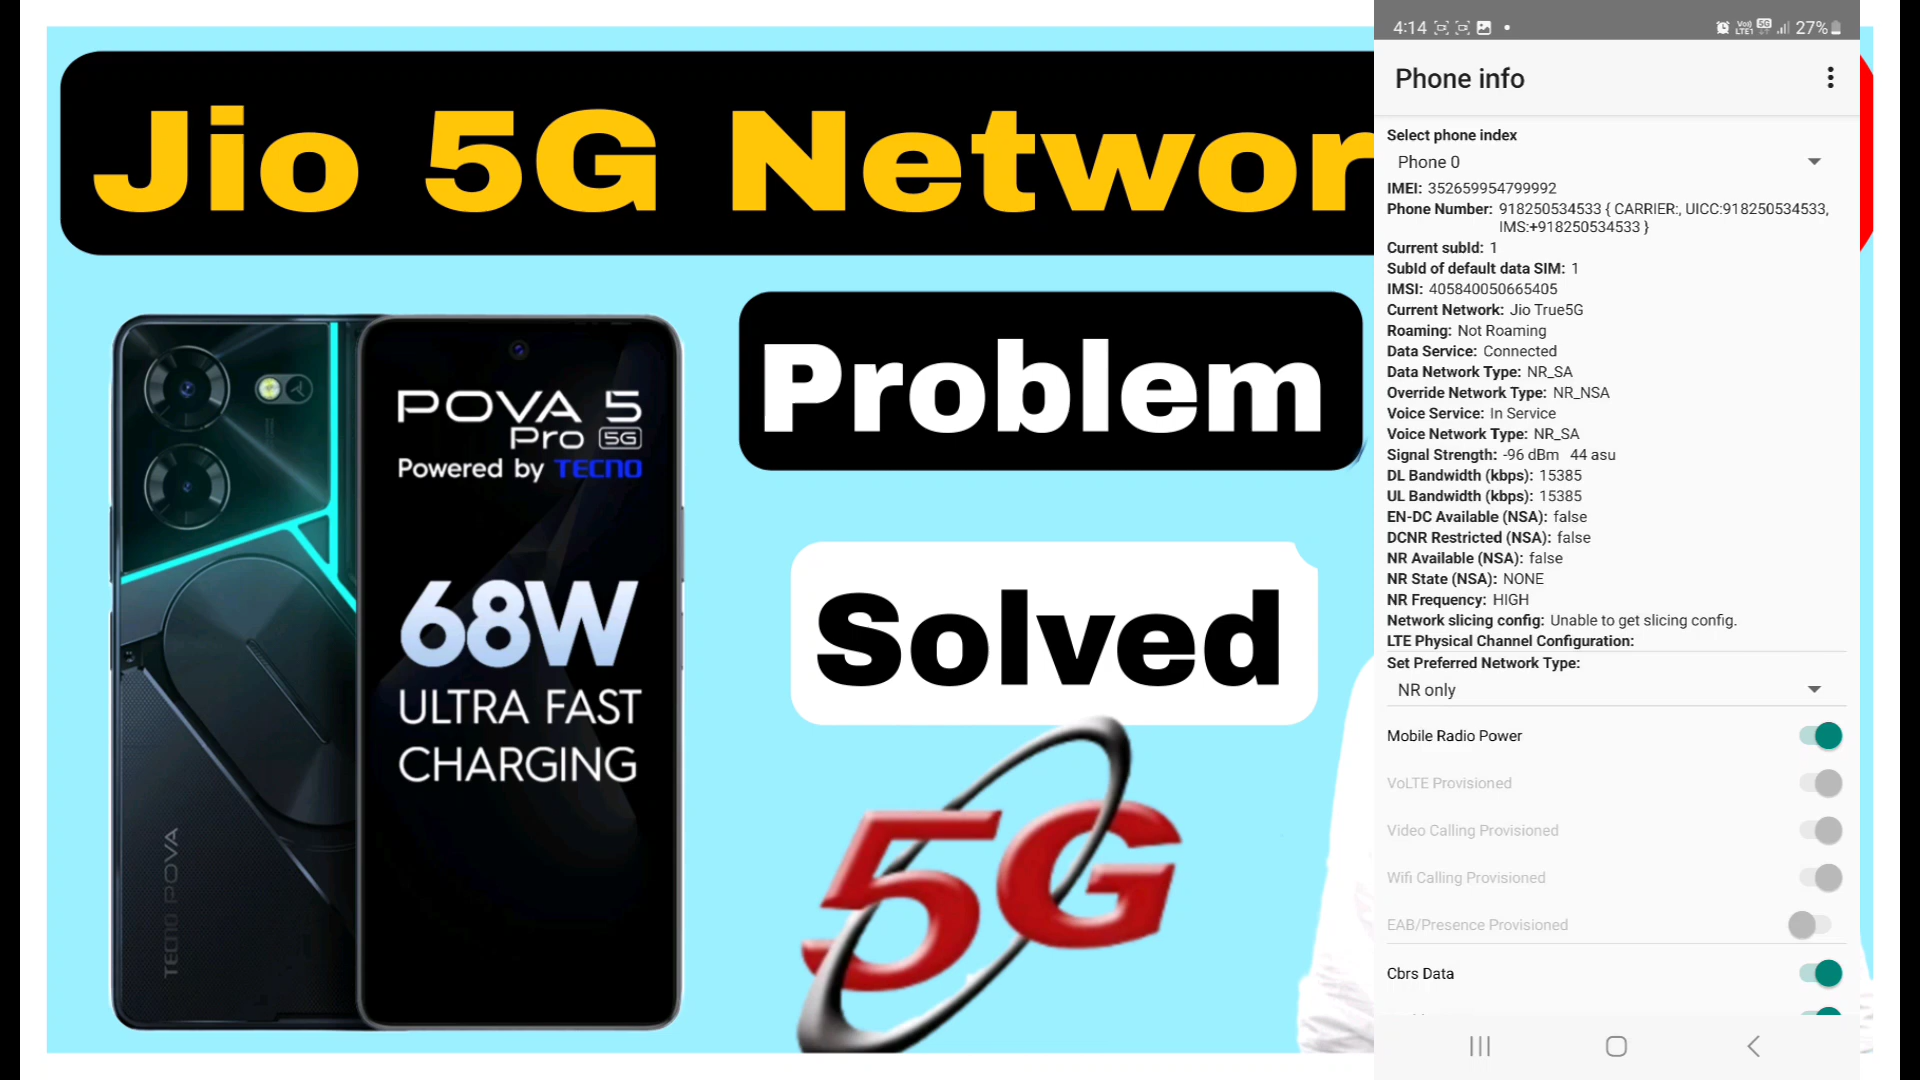 Jio 5G Networ
Problem
Solved
5G
POVA 5
Pro 5G
Powered by TECNO
68W
ULTRA FAST
CHARGING
TECNO POVA
4:14
Vo)) LTE1 5G 27%
Phone info
Select phone index
Phone 0
IMEI: 352659954799992
Phone Number: 918250534533 { CARRIER:, UICC:918250534533,
IMS:+918250534533 }
Current subId: 1
SubId of default data SIM: 1
IMSI: 405840050665405
Current Network: Jio True5G
Roaming: Not Roaming
Data Service: Connected
Data Network Type: NR_SA
Override Network Type: NR_NSA
Voice Service: In Service
Voice Network Type: NR_SA
Signal Strength: -96 dBm 44 asu
DL Bandwidth (kbps): 15385
UL Bandwidth (kbps): 15385
EN-DC Available (NSA): false
DCNR Restricted (NSA): false
NR Available (NSA): false
NR State (NSA): NONE
NR Frequency: HIGH
Network slicing config: Unable to get slicing config.
LTE Physical Channel Configuration:
Set Preferred Network Type:
NR only
Mobile Radio Power
VoLTE Provisioned
Video Calling Provisioned
Wifi Calling Provisioned
EAB/Presence Provisioned
Cbrs Data